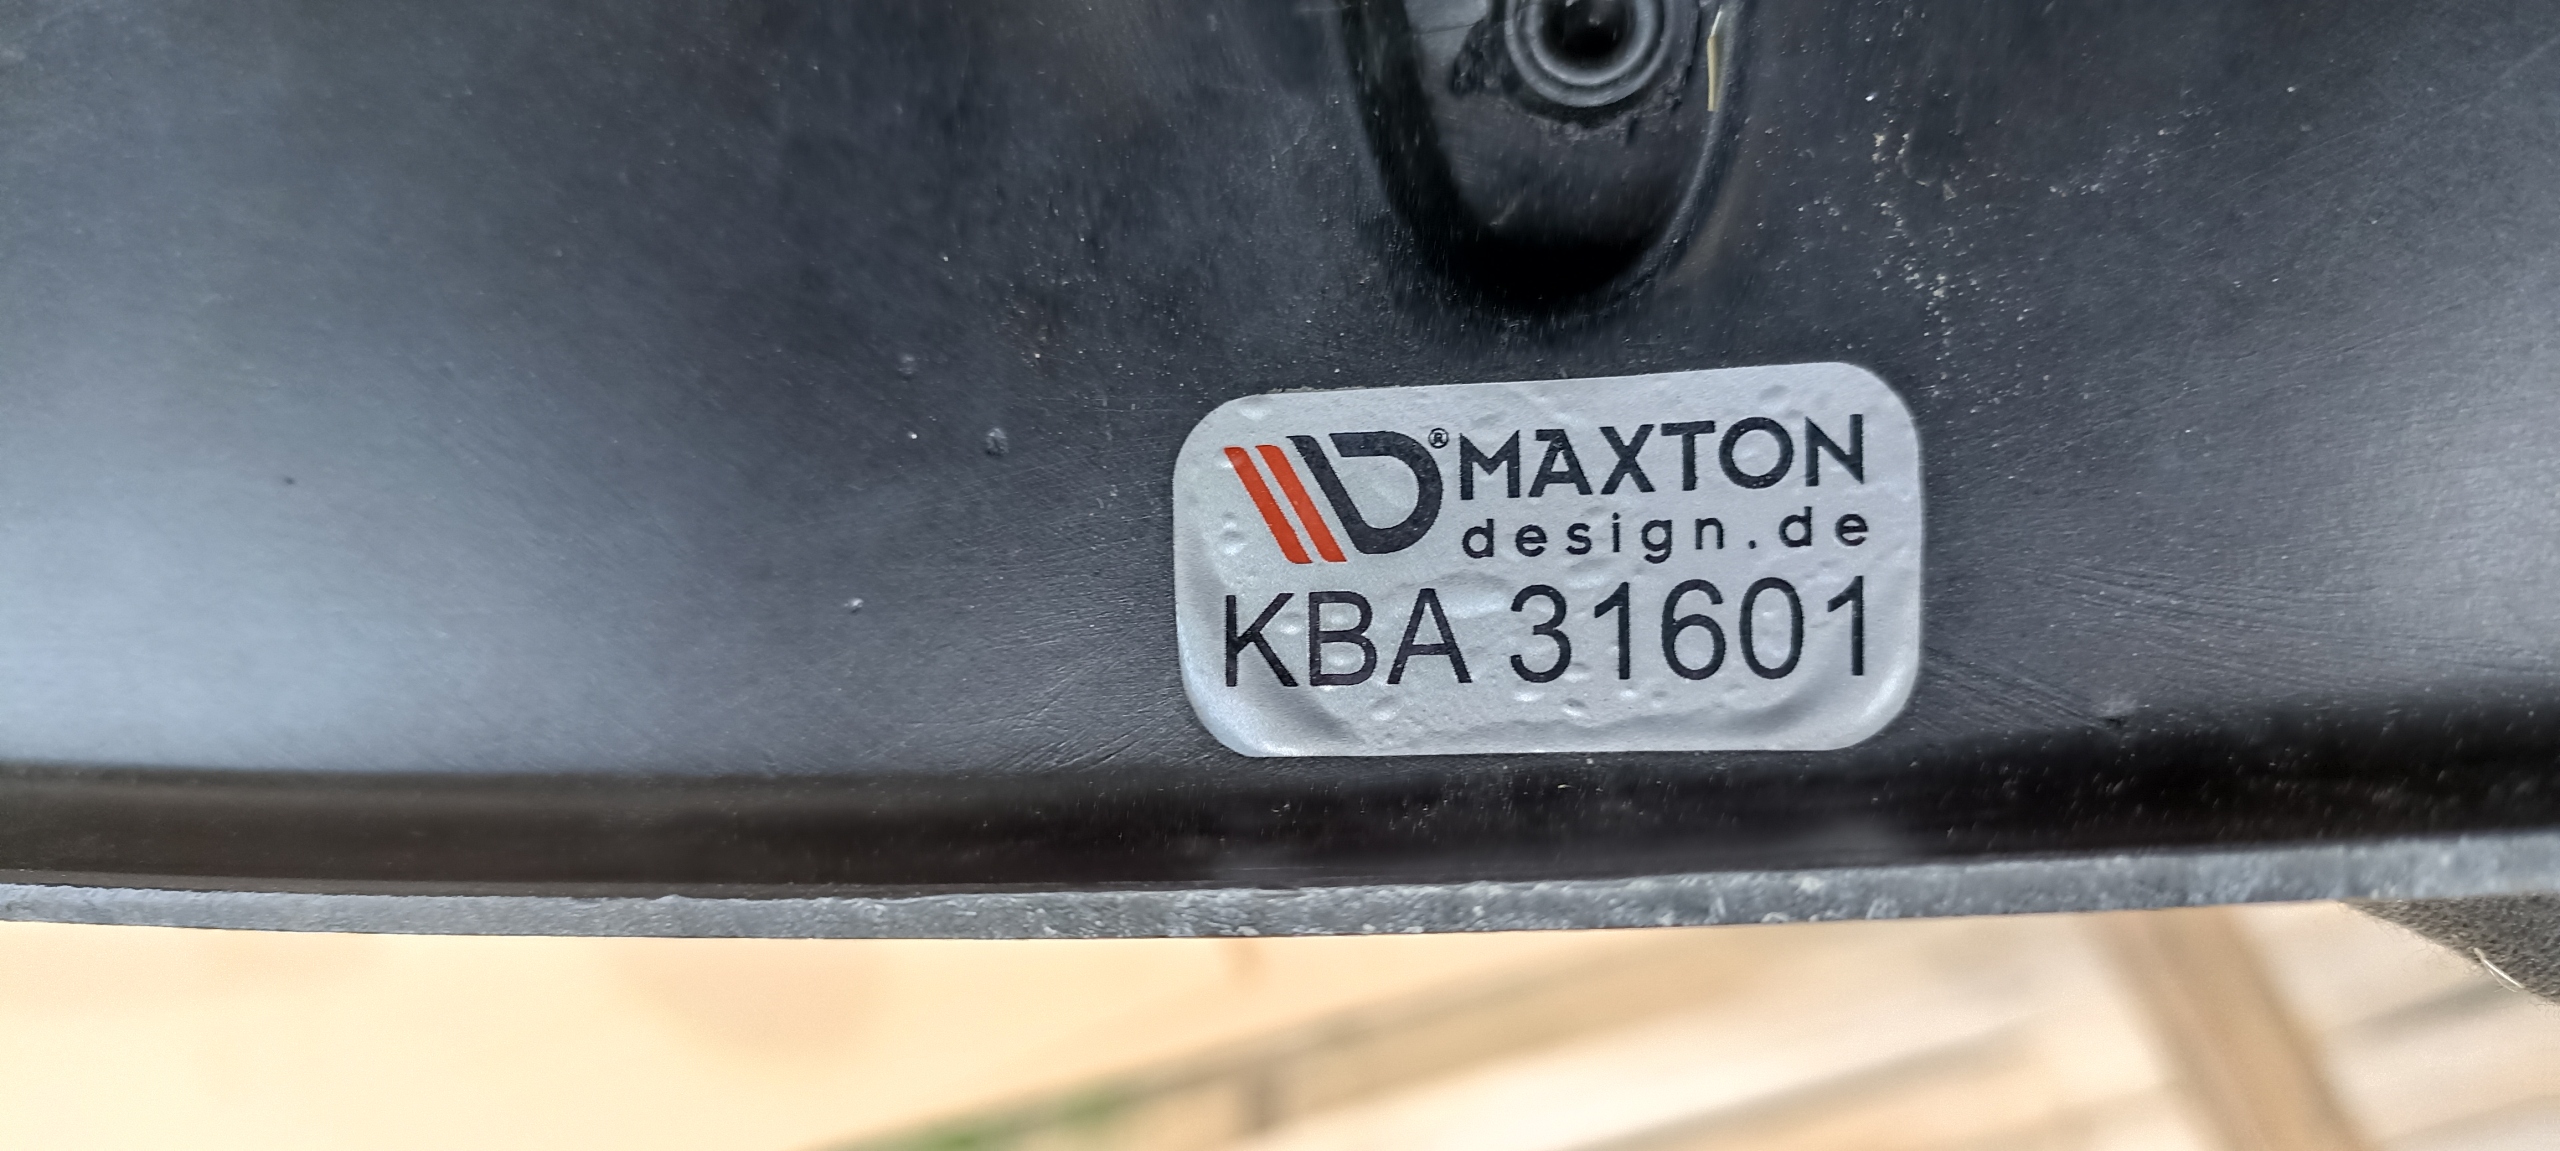 ® MAXTON
design.de
KBA 31601